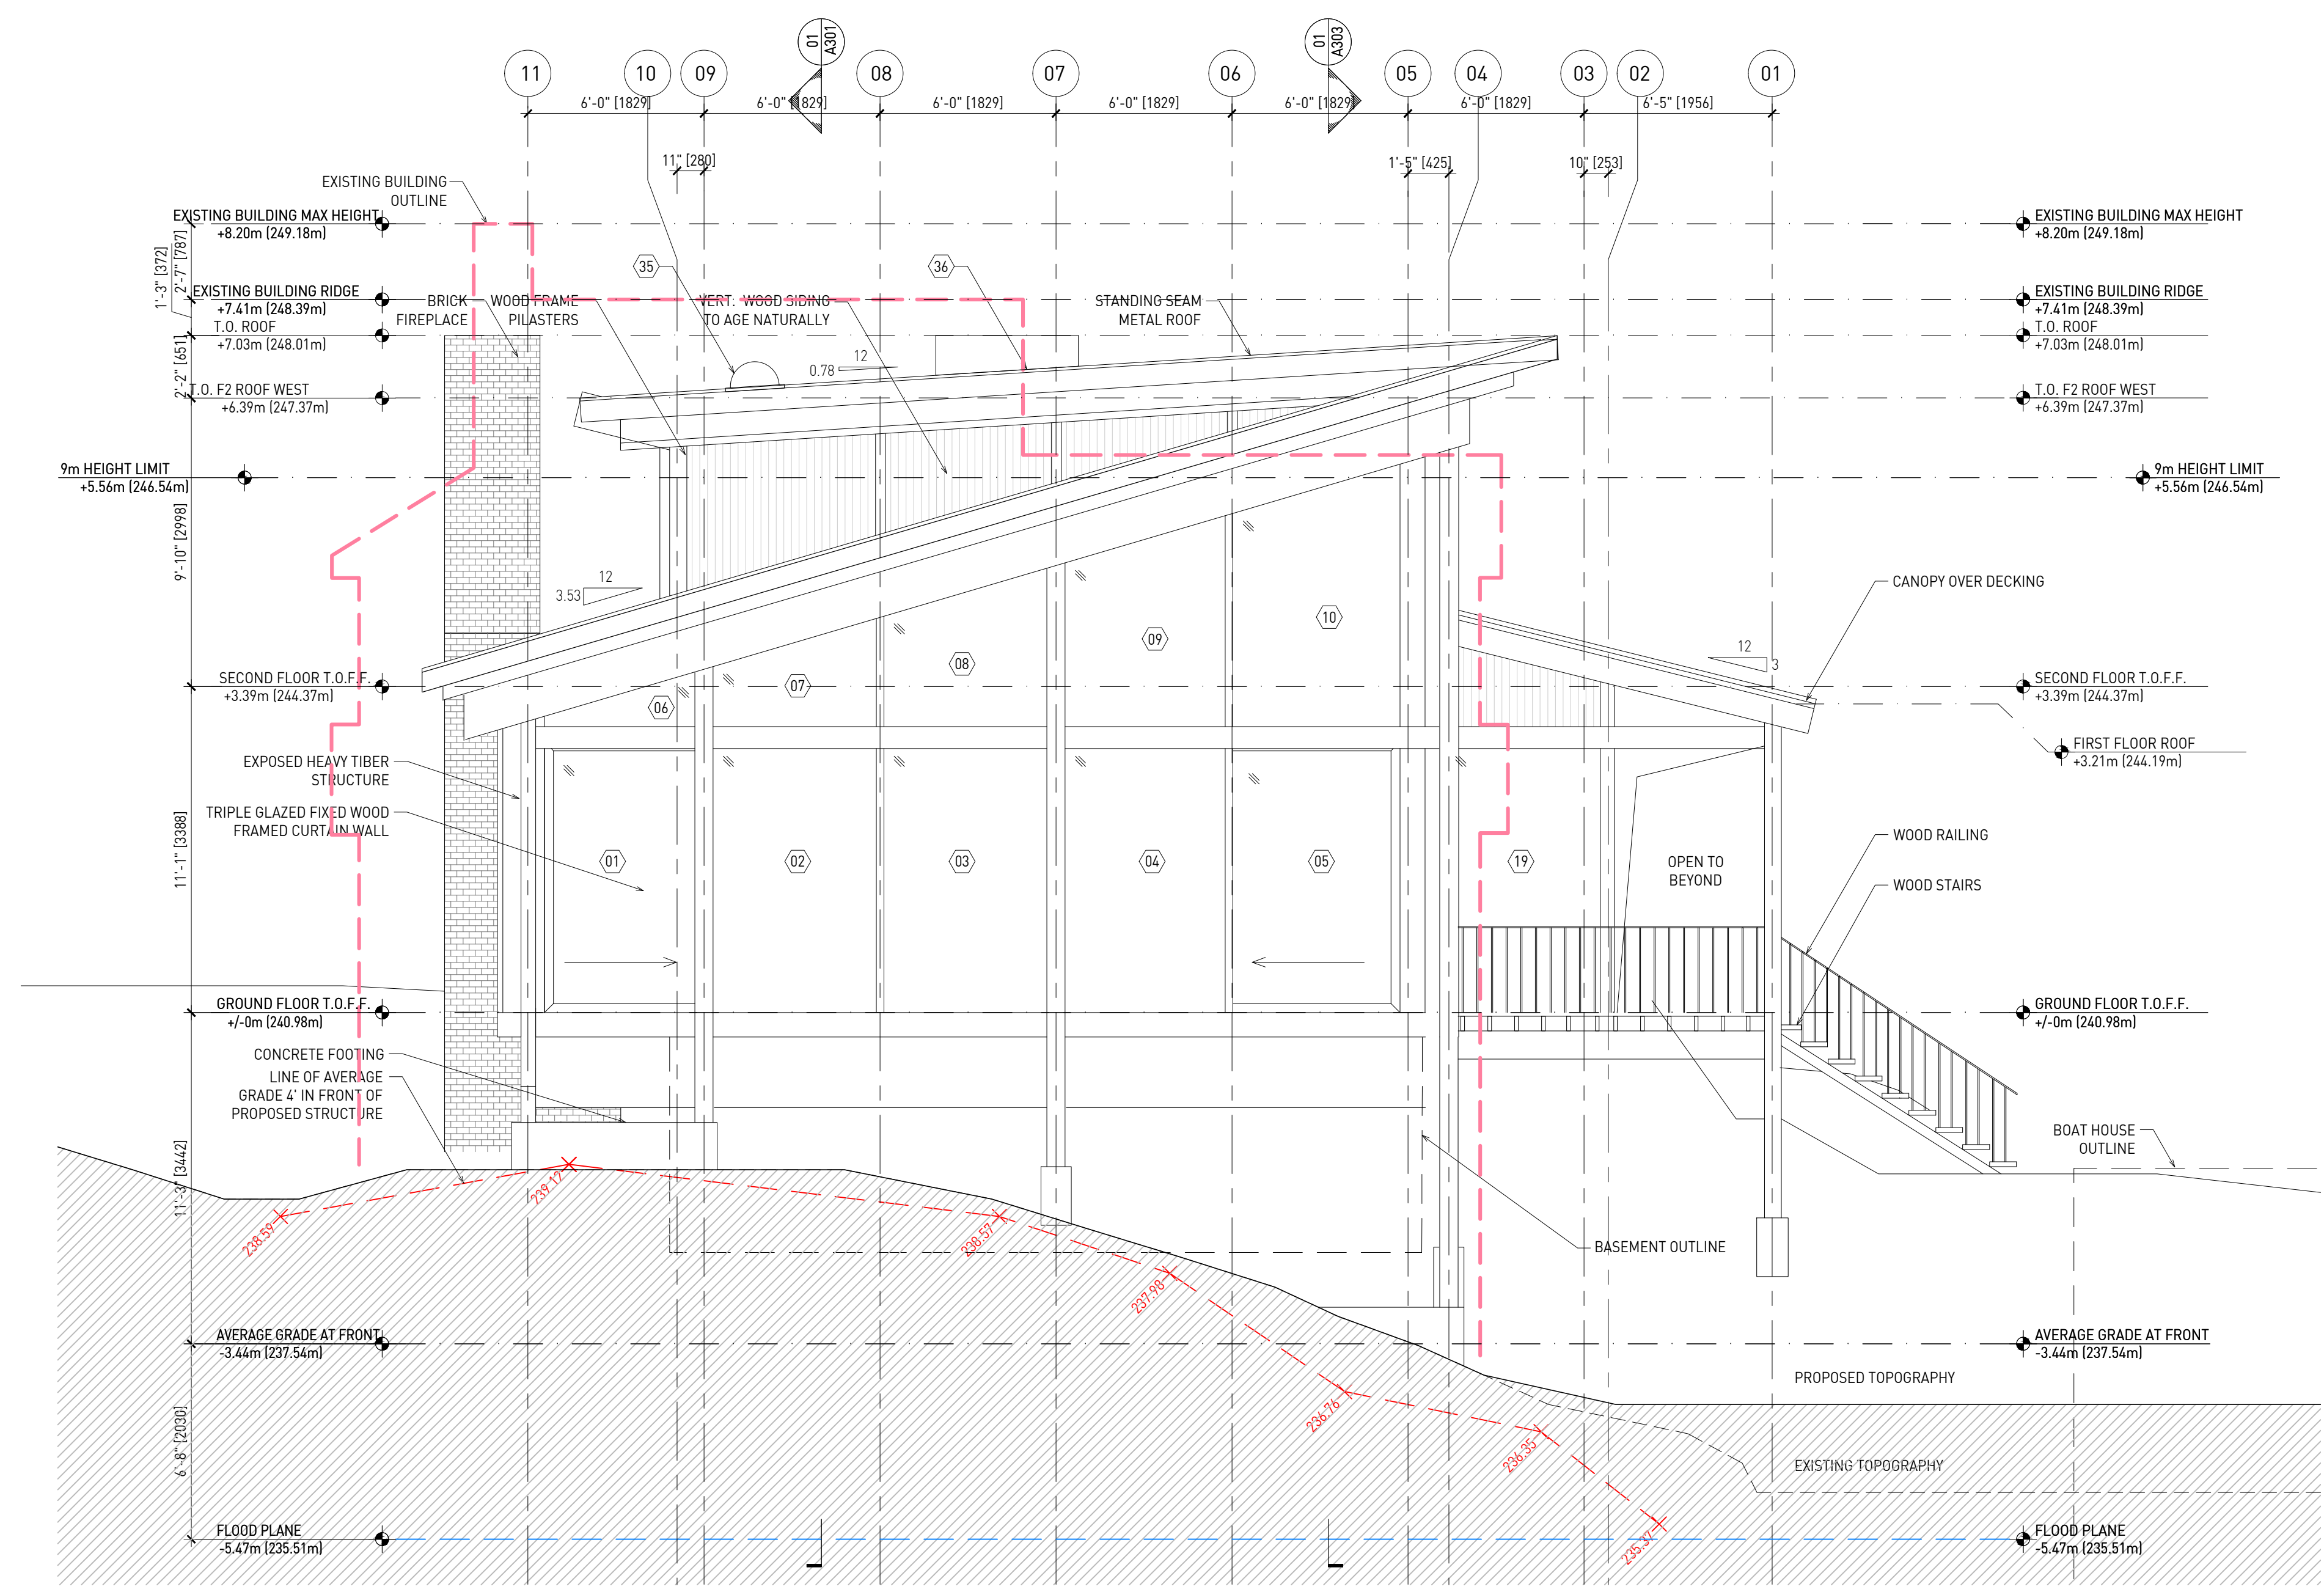 01
A301
01
A303
11
10
09
08
07
06
05
04
03
02
01
6'-0" [1829]
6'-0" [1829]
6'-0" [1829]
6'-0" [1829]
6'-0" [1829]
6'-0" [1829]
6'-5" [1956]
11" [280]
1'-5" [425]
10" [253]
EXISTING BUILDING
OUTLINE
EXISTING BUILDING MAX HEIGHT
+8.20m (249.18m)
EXISTING BUILDING MAX HEIGHT
+8.20m (249.18m)
1'-3" [372]
2'-7" [787]
35
36
EXISTING BUILDING RIDGE
+7.41m (248.39m)
EXISTING BUILDING RIDGE
+7.41m (248.39m)
BRICK
FIREPLACE
WOOD FRAME
PILASTERS
VERT. WOOD SIDING
TO AGE NATURALLY
STANDING SEAM
METAL ROOF
T.O. ROOF
+7.03m (248.01m)
T.O. ROOF
+7.03m (248.01m)
2'-2" [651]
12
0.78
T.O. F2 ROOF WEST
+6.39m (247.37m)
T.O. F2 ROOF WEST
+6.39m (247.37m)
9m HEIGHT LIMIT
+5.56m (246.54m)
9m HEIGHT LIMIT
+5.56m (246.54m)
9'-10" [2998]
12
3.53
CANOPY OVER DECKING
10
09
08
07
06
12
3
SECOND FLOOR T.O.F.F.
+3.39m (244.37m)
SECOND FLOOR T.O.F.F.
+3.39m (244.37m)
FIRST FLOOR ROOF
+3.21m (244.19m)
EXPOSED HEAVY TIBER
STRUCTURE
TRIPLE GLAZED FIXED WOOD
FRAMED CURTAIN WALL
11'-1" [3388]
01
02
03
04
05
19
OPEN TO
BEYOND
WOOD RAILING
WOOD STAIRS
GROUND FLOOR T.O.F.F.
+/-0m (240.98m)
GROUND FLOOR T.O.F.F.
+/-0m (240.98m)
CONCRETE FOOTING
LINE OF AVERAGE
GRADE 4' IN FRONT OF
PROPOSED STRUCTURE
11'-3" [3442]
BOAT HOUSE
OUTLINE
238.59
239.12
238.57
237.98
236.76
236.35
235.37
BASEMENT OUTLINE
AVERAGE GRADE AT FRONT
-3.44m (237.54m)
AVERAGE GRADE AT FRONT
-3.44m (237.54m)
PROPOSED TOPOGRAPHY
EXISTING TOPOGRAPHY
6'-8" [2030]
FLOOD PLANE
-5.47m (235.51m)
FLOOD PLANE
-5.47m (235.51m)